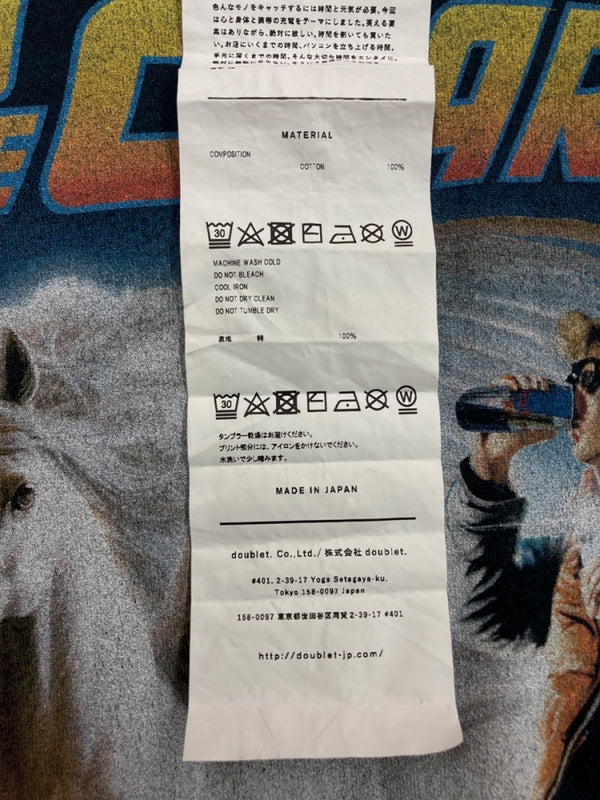 色んなモノをキャッチするには時間と元気が必要。今回
は心と身体と携帯の充電をテーマにしました。笑える要
素はありながら、絶対に欲しい。時間を割いても買いた
い。お店にいくまでの時間、パソコンを立ち上げる時間、
手元に届くまでの時間。そんな大切な時間をエンタメに。
MATERIAL
COMPOSITION
COTTON 100%
30 W
MACHINE WASH COLD
DO NOT BLEACH
COOL IRON
DO NOT DRY CLEAN
DO NOT TUMBLE DRY
表地 綿 100%
30 W
タンブラー乾燥はお避けください。
プリント部分には、アイロンをかけないでください。
水洗いで少し縮みます。
MADE IN JAPAN
doublet. Co.,Ltd./ 株式会社 doublet.
#401, 2-39-17 Yoga Setagaya-ku.
Tokyo 158-0097 Japan
158-0097 東京都世田谷区用賀 2-39-17 #401
http://doublet-jp.com/